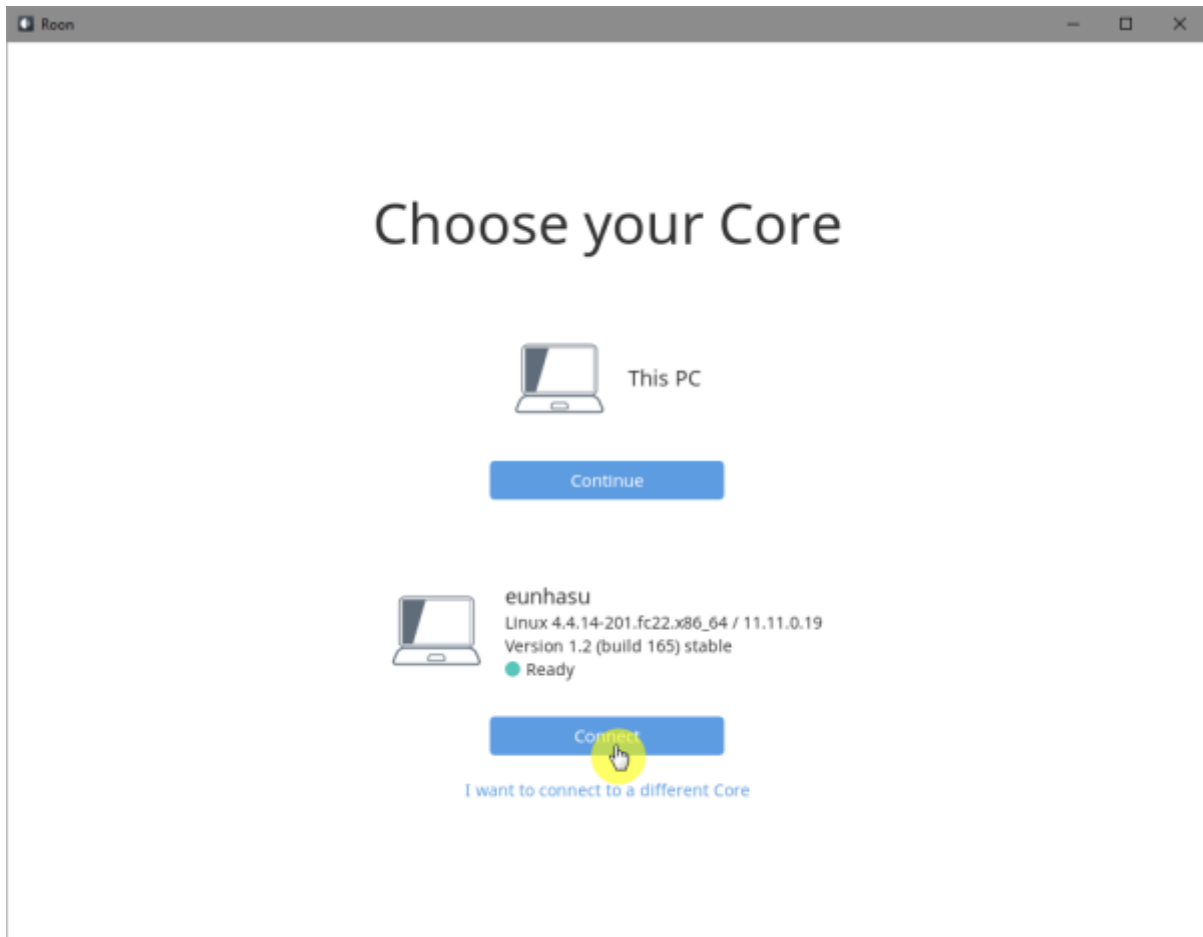 Roon
Choose your Core
This PC
Continue
eunhasu
Linux 4.4.14-201.fc22.x86_64 / 11.11.0.19
Version 1.2 (build 165) stable
Ready
Connect
I want to connect to a different Core